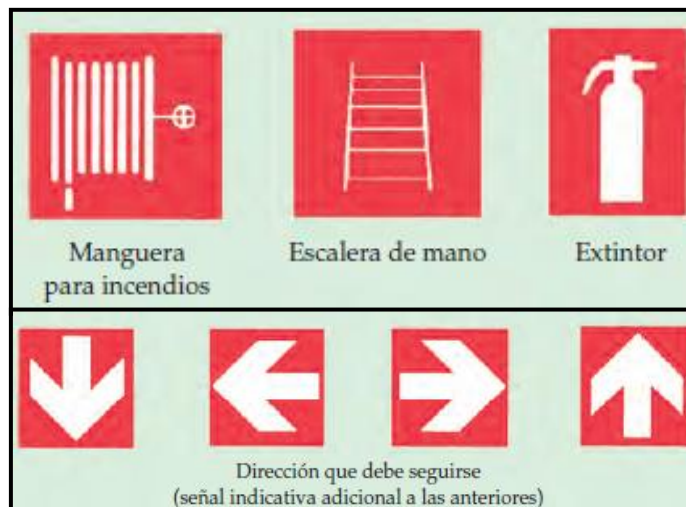 Manguera
para incendios
Escalera de mano
Extintor
Dirección que debe seguirse
(señal indicativa adicional a las anteriores)